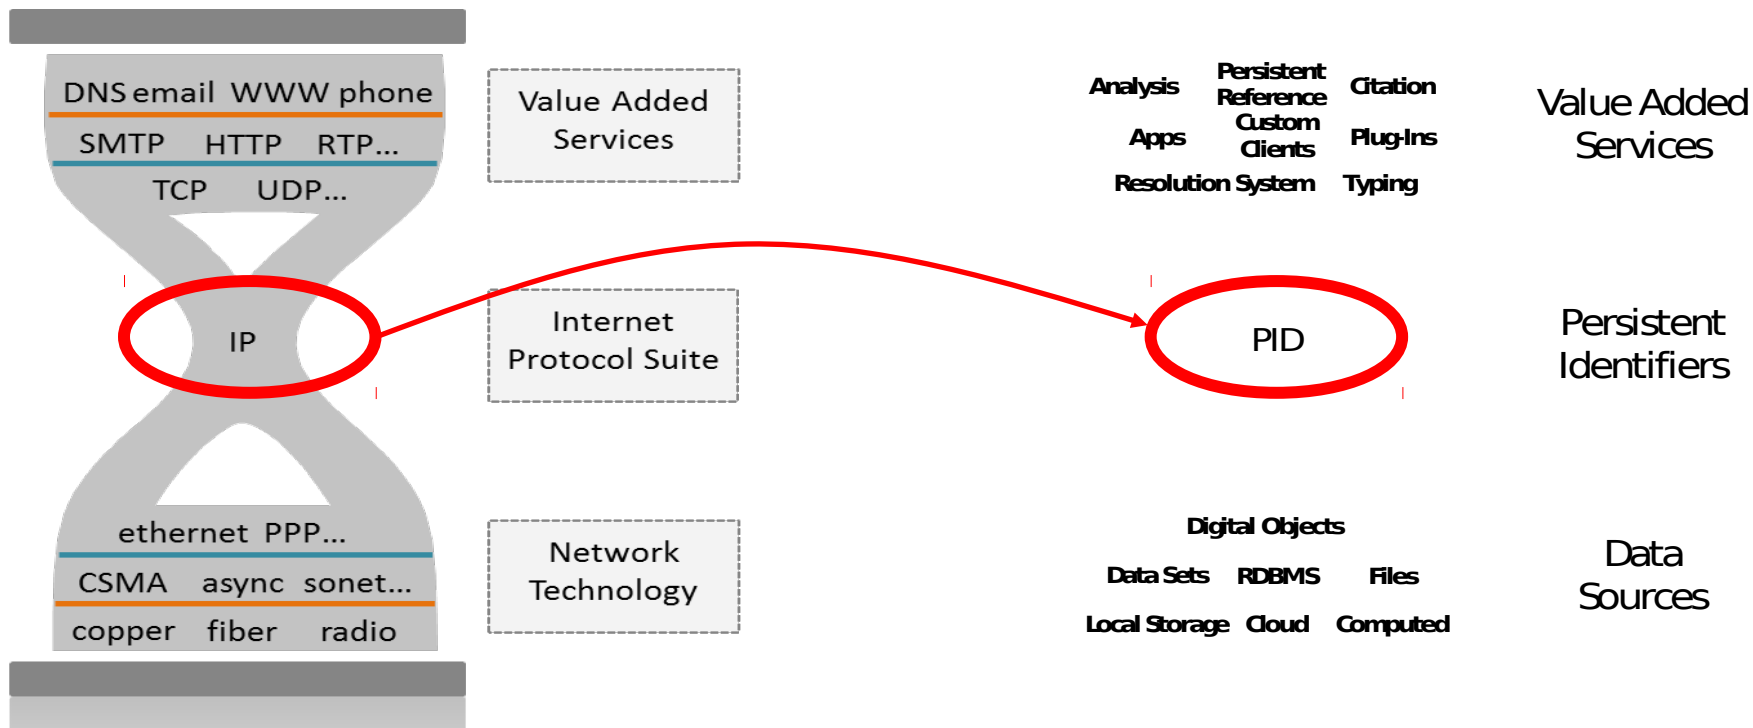 DNS email WWW phone
SMTP HTTP RTP...
TCP UDP...
IP
ethernet PPP...
CSMA async sonet...
copper fiber radio
Value Added
Services
Internet
Protocol Suite
Network
Technology
Analysis Persistent Reference Citation
Apps Custom Clients Plug-Ins
Resolution System Typing
PID
Digital Objects
Data Sets RDBMS Files
Local Storage Cloud Computed
Value Added
Services
Persistent
Identifiers
Data
Sources